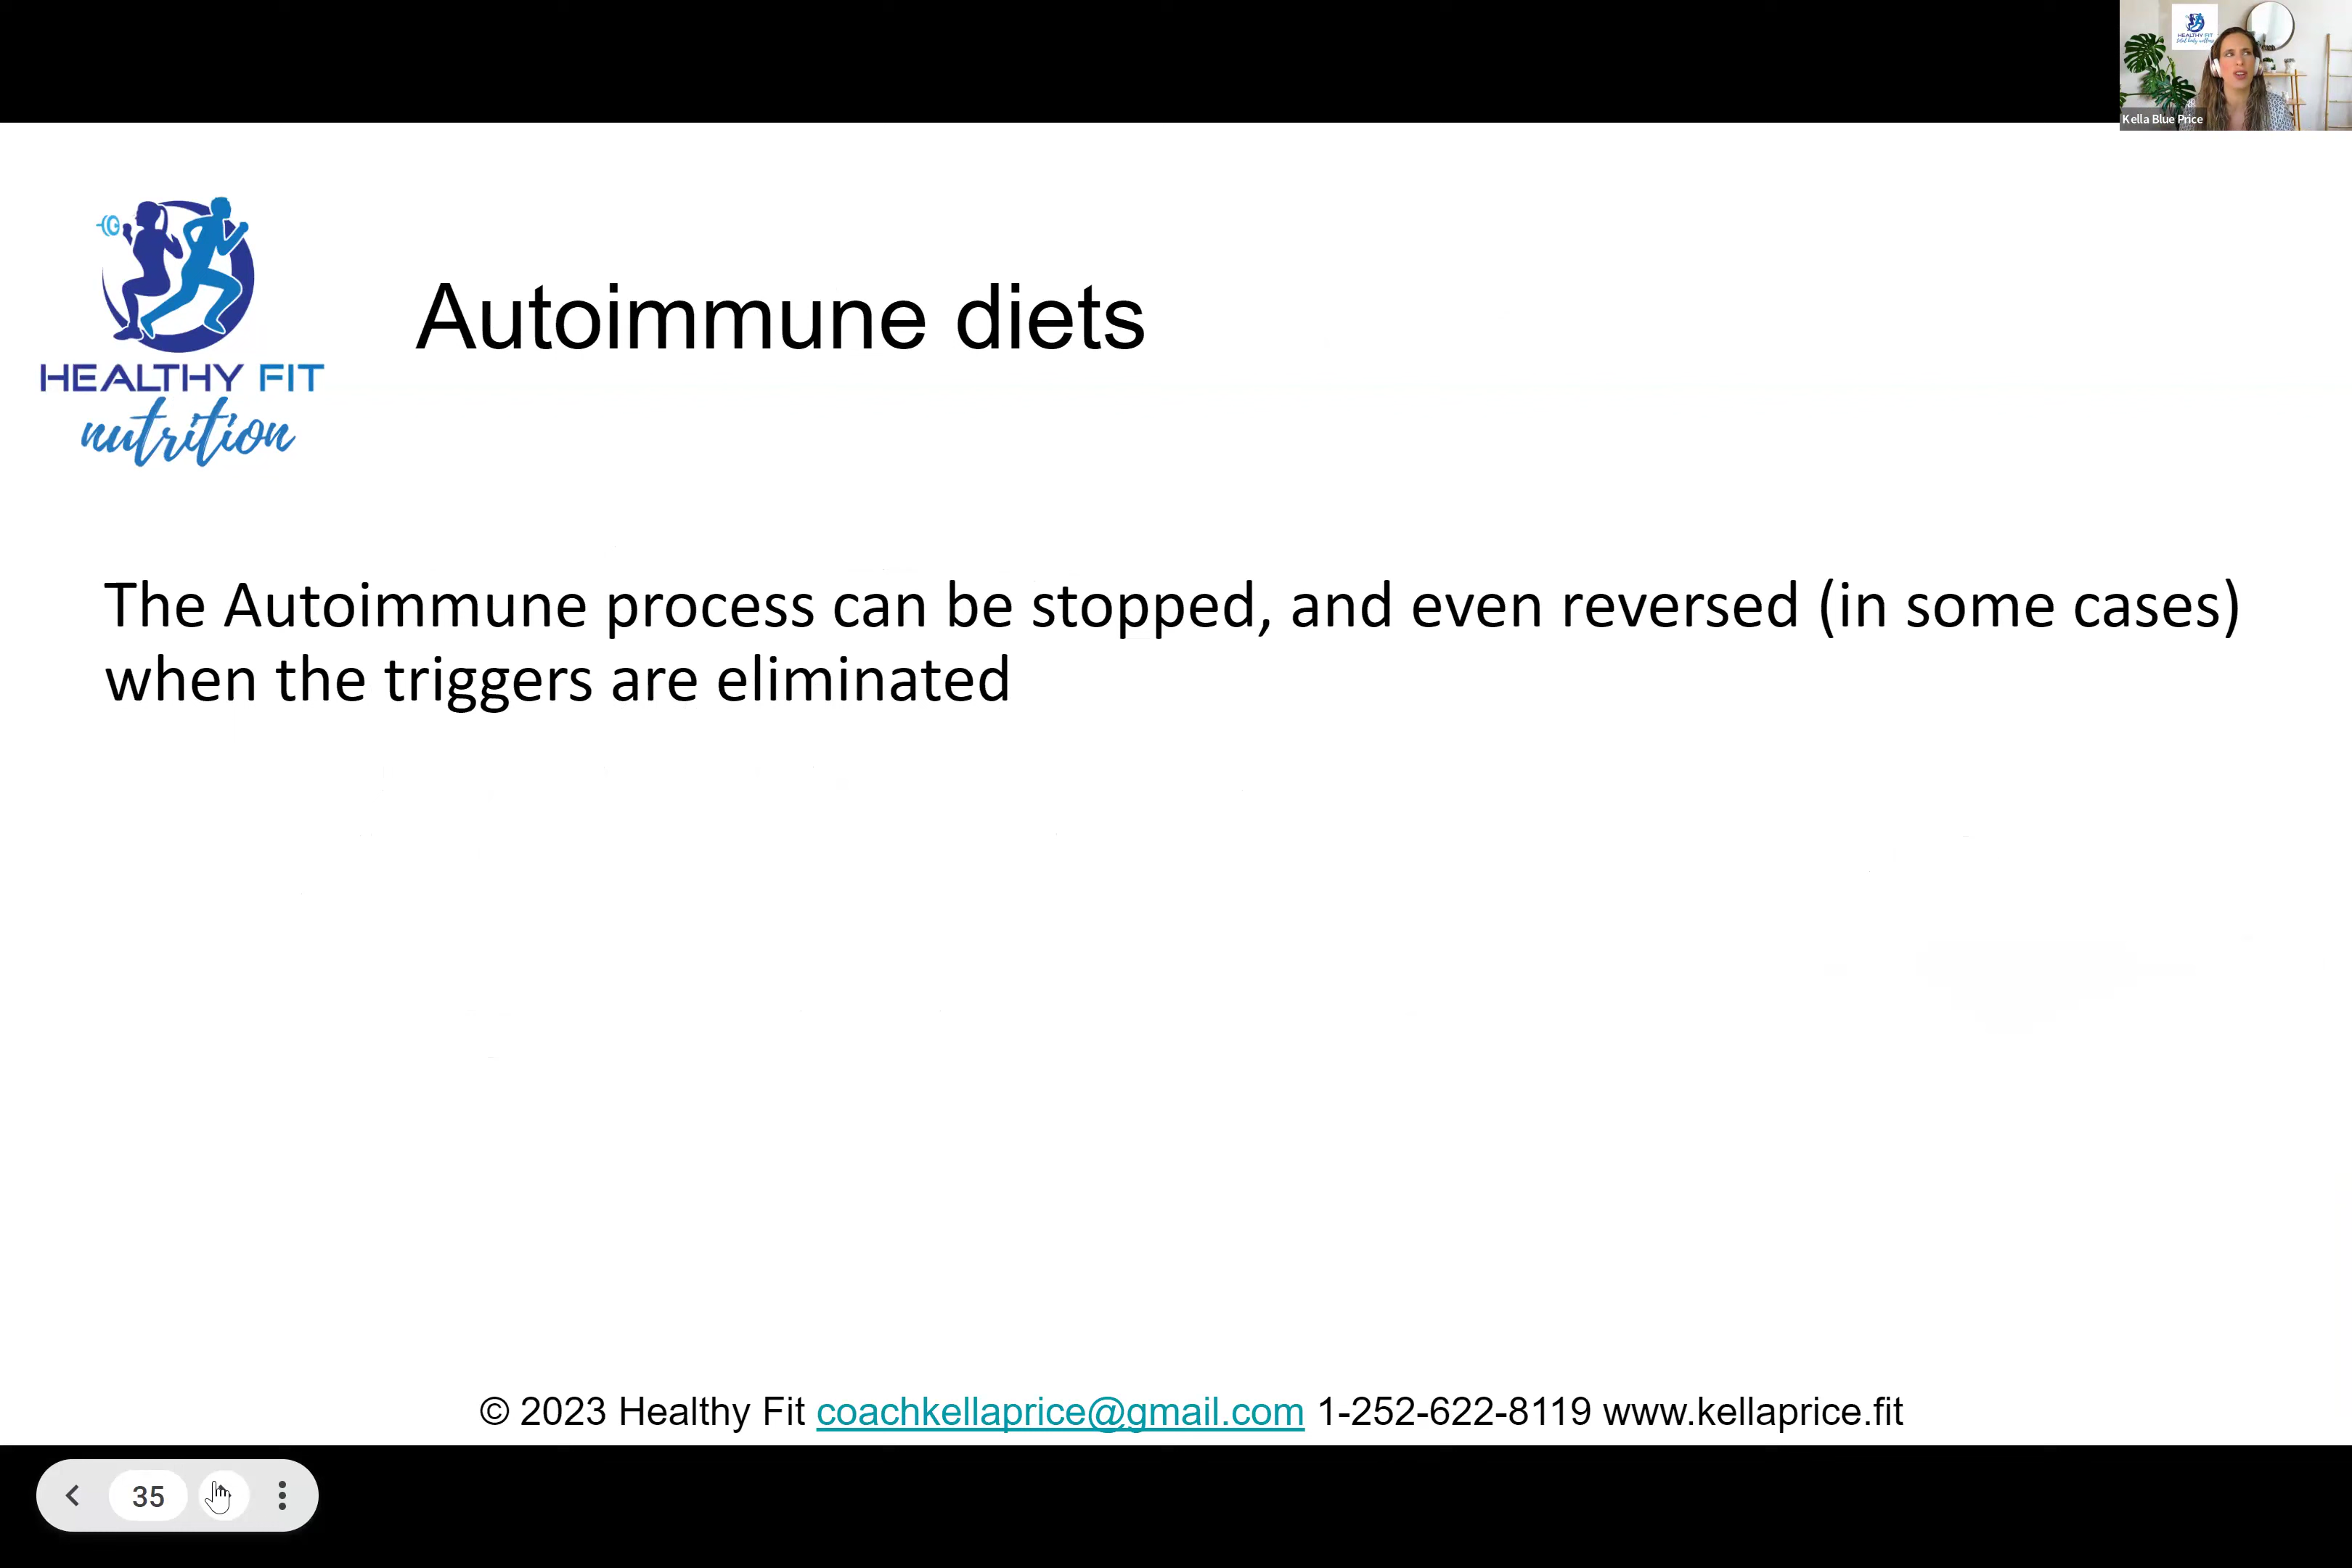 Kella Blue Price
HEALTHY FIT
HEALTHY FIT
nutrition
Autoimmune diets
The Autoimmune process can be stopped, and even reversed (in some cases)
when the triggers are eliminated
© 2023 Healthy Fit coachkellaprice@gmail.com 1-252-622-8119 www.kellaprice.fit
35